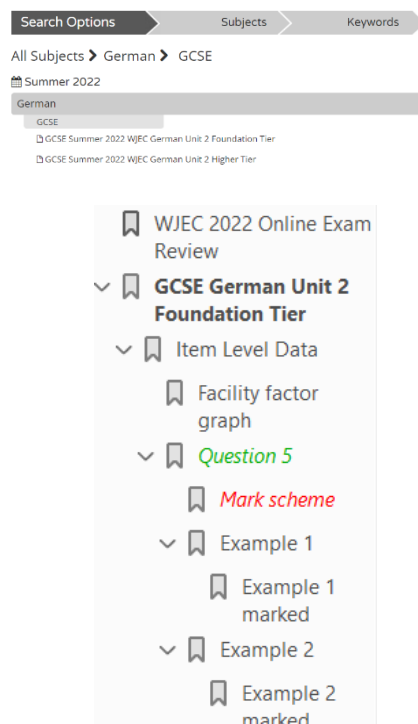 Search Options Subjects Keywords
All Subjects > German > GCSE
Summer 2022
German
GCSE
GCSE Summer 2022 WJEC German Unit 2 Foundation Tier
GCSE Summer 2022 WJEC German Unit 2 Higher Tier
WJEC 2022 Online Exam
Review
GCSE German Unit 2
Foundation Tier
Item Level Data
Facility factor
graph
Question 5
Mark scheme
Example 1
Example 1
marked
Example 2
Example 2
marked